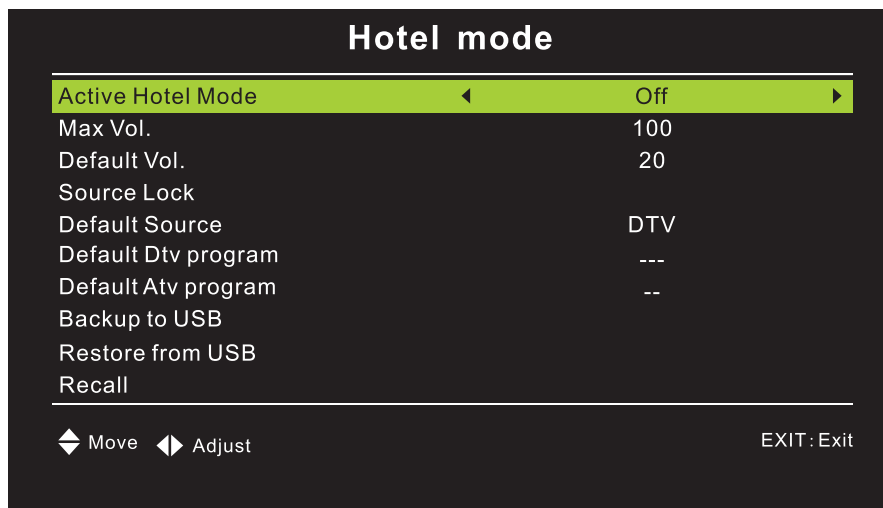 Hotel mode
Active Hotel Mode Off
Max Vol. 100
Default Vol. 20
Source Lock
Default Source DTV
Default Dtv program ---
Default Atv program --
Backup to USB
Restore from USB
Recall
Move Adjust EXIT:Exit